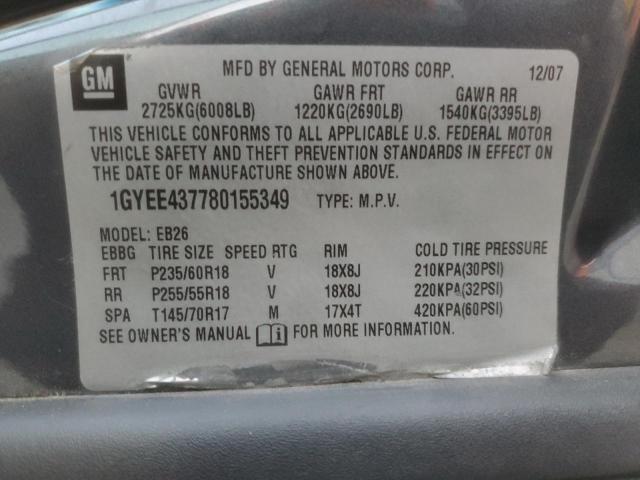 GM
MFD BY GENERAL MOTORS CORP. 12/07
GVWR GAWR FRT GAWR RR
2725KG(6008LB) 1220KG(2690LB) 1540KG(3395LB)
THIS VEHICLE CONFORMS TO ALL APPLICABLE U.S. FEDERAL MOTOR
VEHICLE SAFETY AND THEFT PREVENTION STANDARDS IN EFFECT ON
THE DATE OF MANUFACTURE SHOWN ABOVE.
1GYEE437780155349 TYPE: M.P.V.
MODEL: EB26
EBBG TIRE SIZE SPEED RTG RIM COLD TIRE PRESSURE
FRT P235/60R18 V 18X8J 210KPA(30PSI)
RR P255/55R18 V 18X8J 220KPA(32PSI)
SPA T145/70R17 M 17X4T 420KPA(60PSI)
SEE OWNER'S MANUAL i FOR MORE INFORMATION.